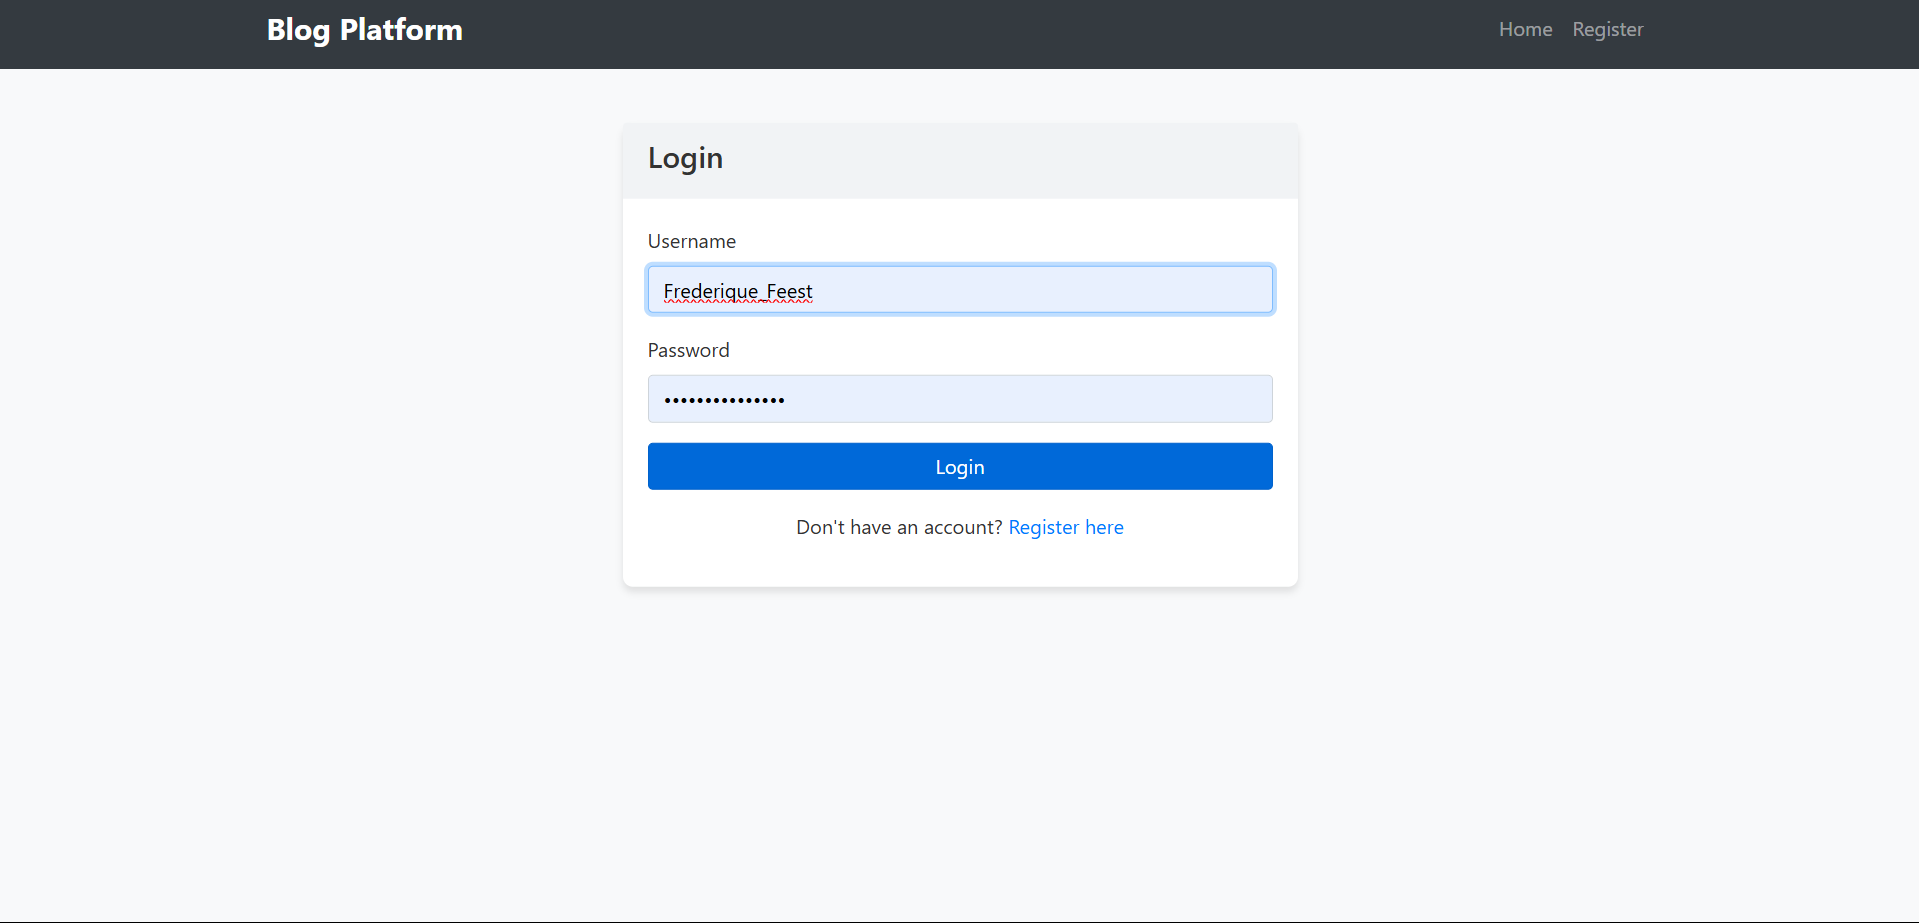 Blog Platform
Home Register
Login
Username
Frederique_Feest
Password
•••••••••••••••
Login
Don't have an account? Register here